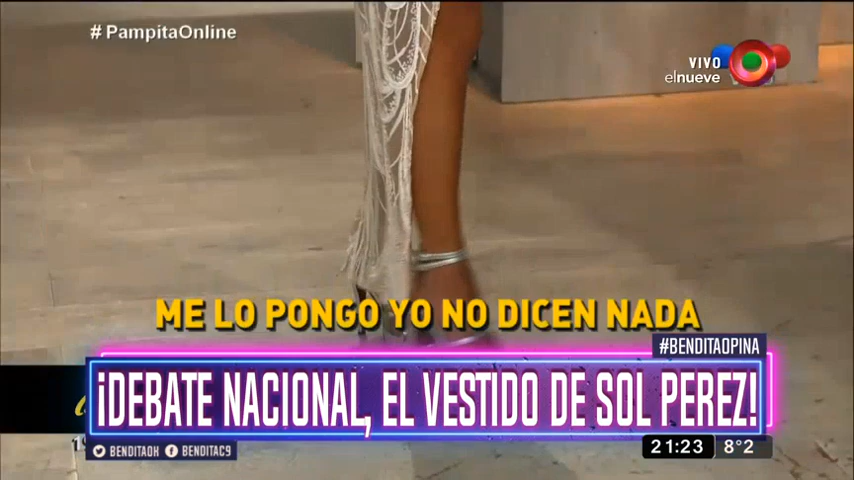 # PampitaOnline
VIVO
elnueve
ME LO PONGO YO NO DICEN NADA
#BENDITAOPINA
¡DEBATE NACIONAL, EL VESTIDO DE SOL PEREZ!
BENDITAOK
BENDITAC9
21:23
8°2